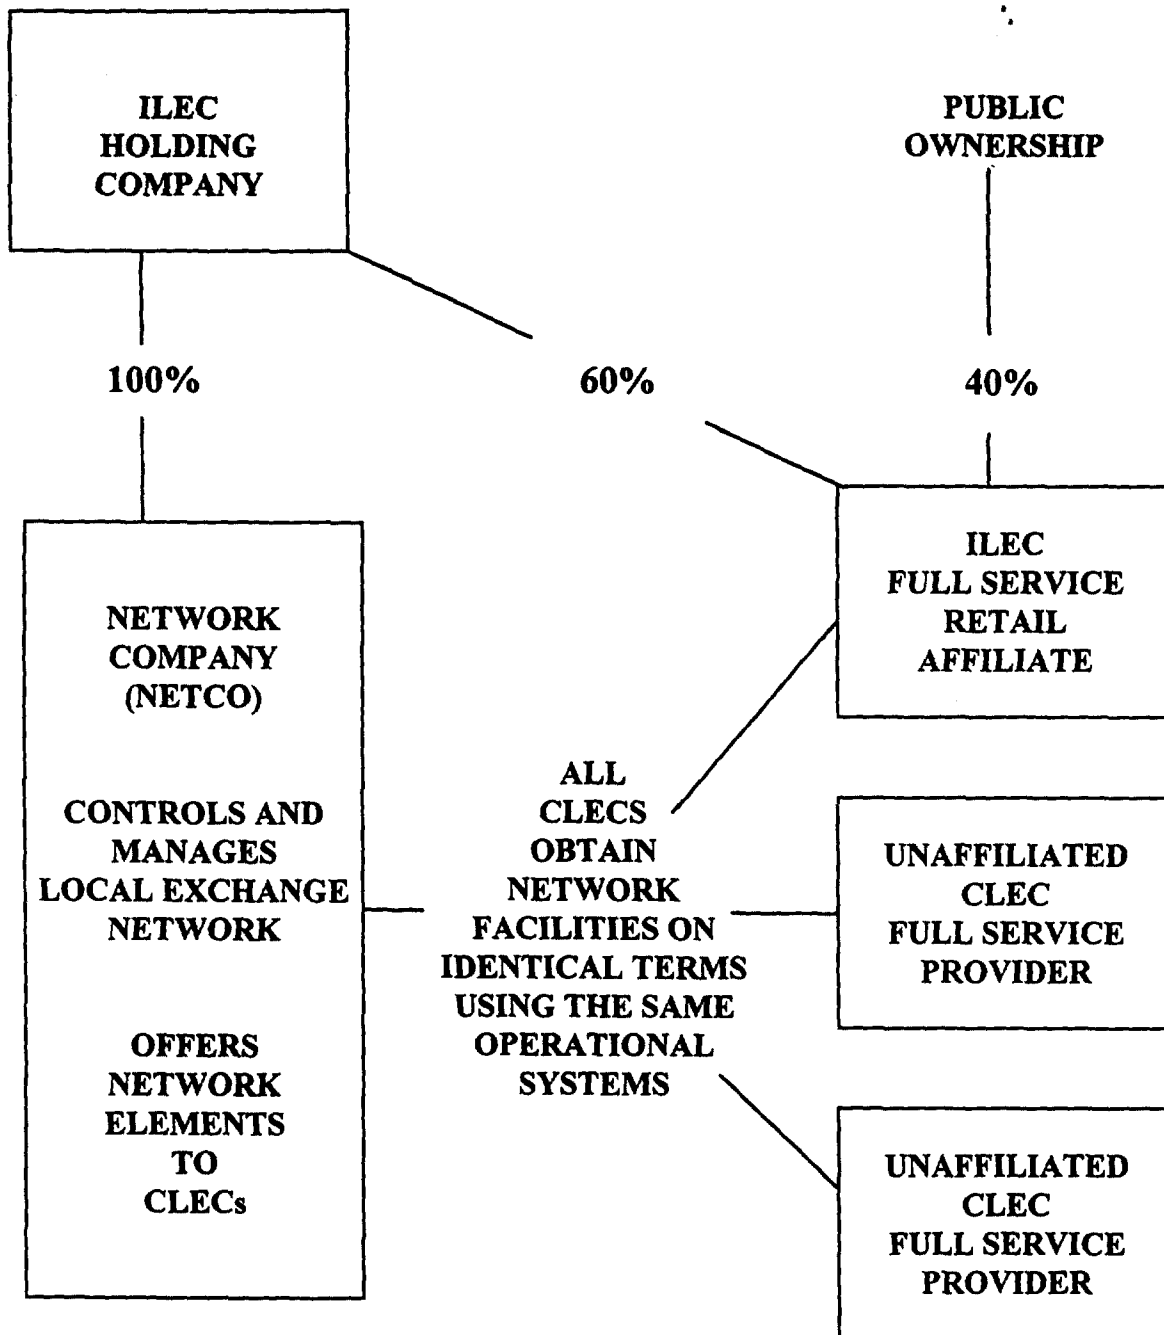 ILEC
HOLDING
COMPANY
PUBLIC
OWNERSHIP
100%
60%
40%
NETWORK
COMPANY
(NETCO)
CONTROLS AND
MANAGES
LOCAL EXCHANGE
NETWORK
OFFERS
NETWORK
ELEMENTS
TO
CLECs
ALL
CLECS
OBTAIN
NETWORK
FACILITIES ON
IDENTICAL TERMS
USING THE SAME
OPERATIONAL
SYSTEMS
ILEC
FULL SERVICE
RETAIL
AFFILIATE
UNAFFILIATED
CLEC
FULL SERVICE
PROVIDER
UNAFFILIATED
CLEC
FULL SERVICE
PROVIDER